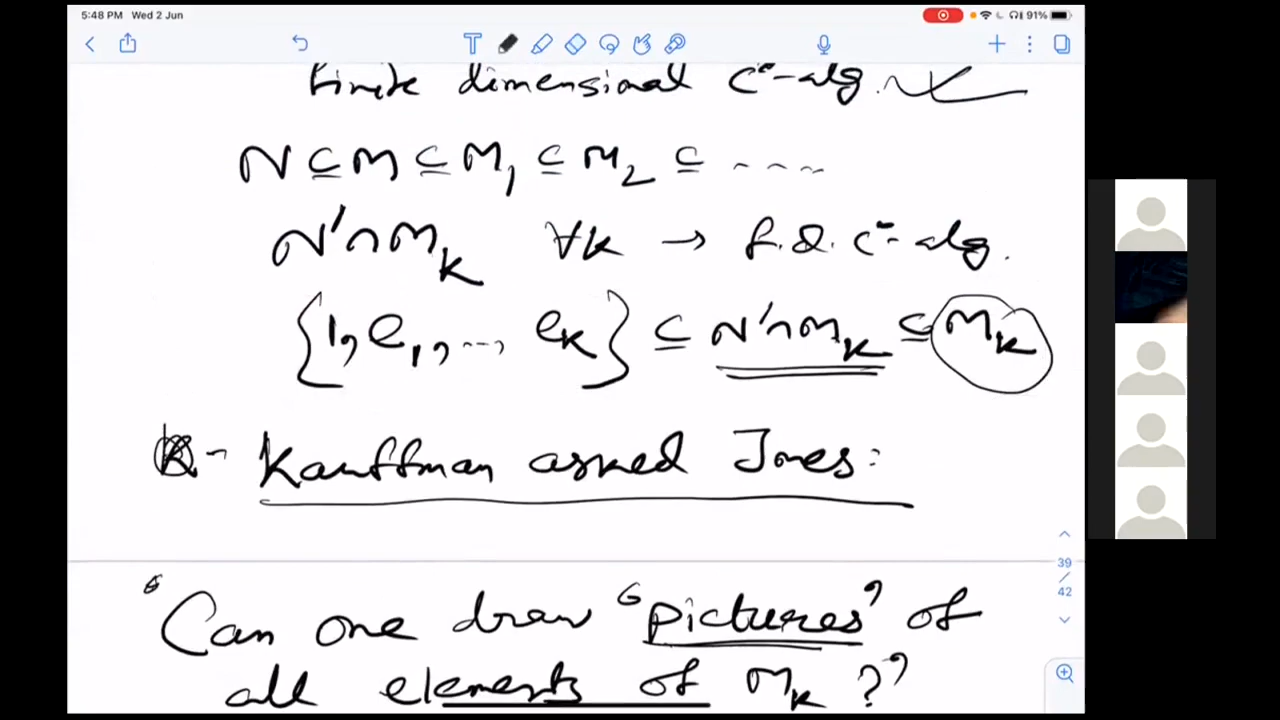 5:48 PM Wed 2 Jun
91%
finite dimensional C*-alg.
N ⊆ M ⊆ M₁ ⊆ M₂ ⊆ ....
N'∩M_k ∀k → f.d. C*-alg.
{1, e₁, ..., e_k} ⊆ N'∩M_k ⊆ M_k
- Kauffman asked Jones:
39
/
42
"Can one draw "pictures" of
all elements of M_k ?"